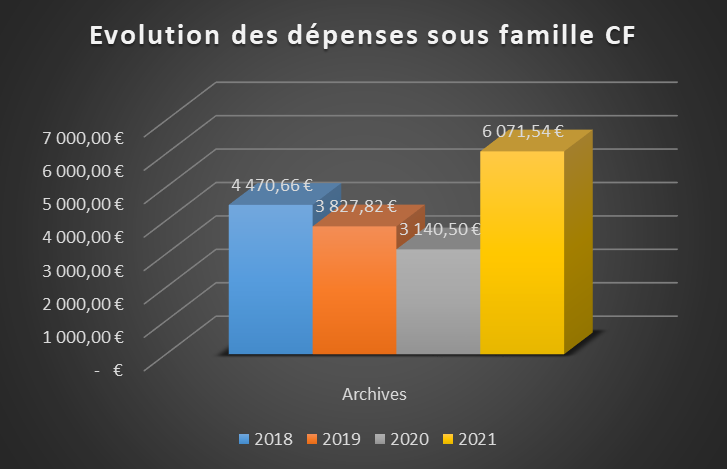 Evolution des dépenses sous famille CF
7 000,00 €
6 000,00 €
5 000,00 €
4 000,00 €
3 000,00 €
2 000,00 €
1 000,00 €
- €
4 470,66 €
3 827,82 €
3 140,50 €
6 071,54 €
Archives
2018 2019 2020 2021